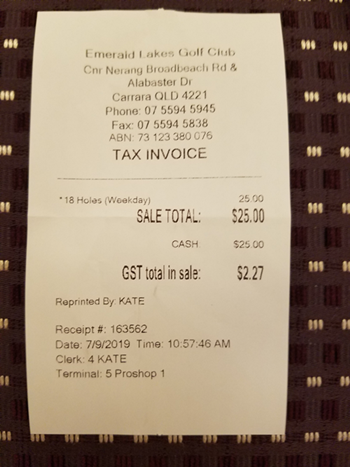 Emerald Lakes Golf Club
Cnr Nerang Broadbeach Rd &
Alabaster Dr
Carrara QLD 4221
Phone: 07 5594 5945
Fax: 07 5594 5838
ABN: 73 123 380 076
TAX INVOICE
*18 Holes (Weekday) 25.00
SALE TOTAL: $25.00
CASH $25.00
GST total in sale: $2.27
Reprinted By: KATE
Receipt #: 163562
Date: 7/9/2019 Time: 10:57:46 AM
Clerk: 4 KATE
Terminal: 5 Proshop 1